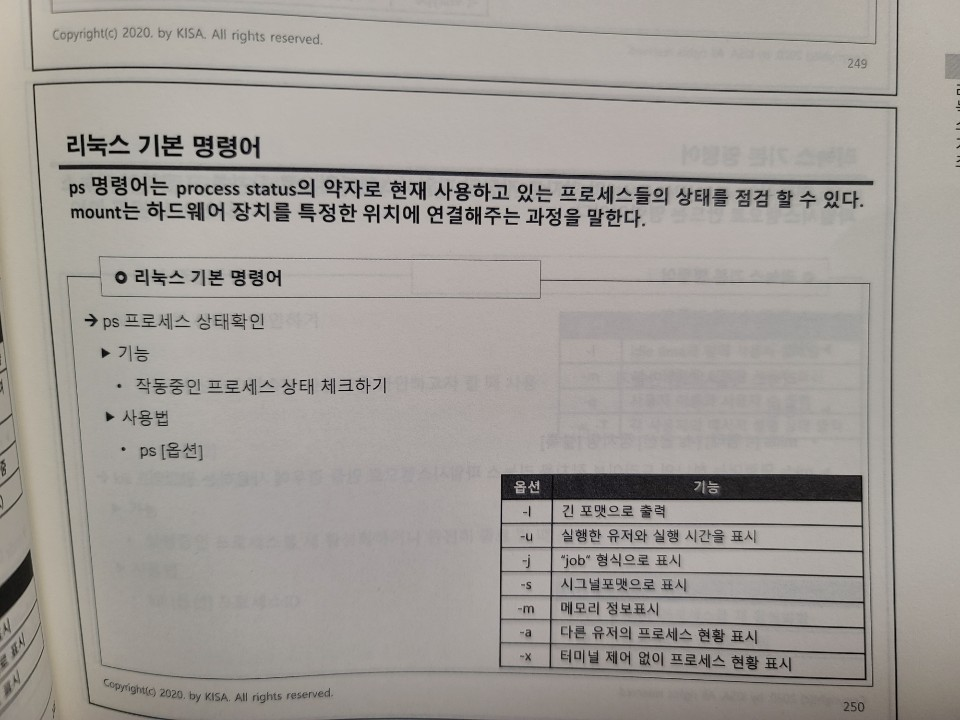 Copyright(c) 2020. by KISA. All rights reserved.
249
리눅스 기본 명령어
ps 명령어는 process status의 약자로 현재 사용하고 있는 프로세스들의 상태를 점검 할 수 있다.
mount는 하드웨어 장치를 특정한 위치에 연결해주는 과정을 말한다.
리눅스 기본 명령어
→ ps 프로세스 상태확인
▶ 기능
• 작동중인 프로세스 상태 체크하기
▶ 사용법
• ps [옵션]
옵션 기능
-l 긴 포맷으로 출력
-u 실행한 유저와 실행 시간을 표시
-j “job” 형식으로 표시
-s 시그널포맷으로 표시
-m 메모리 정보표시
-a 다른 유저의 프로세스 현황 표시
-x 터미널 제어 없이 프로세스 현황 표시
Copyright(c) 2020. by KISA. All rights reserved.
250